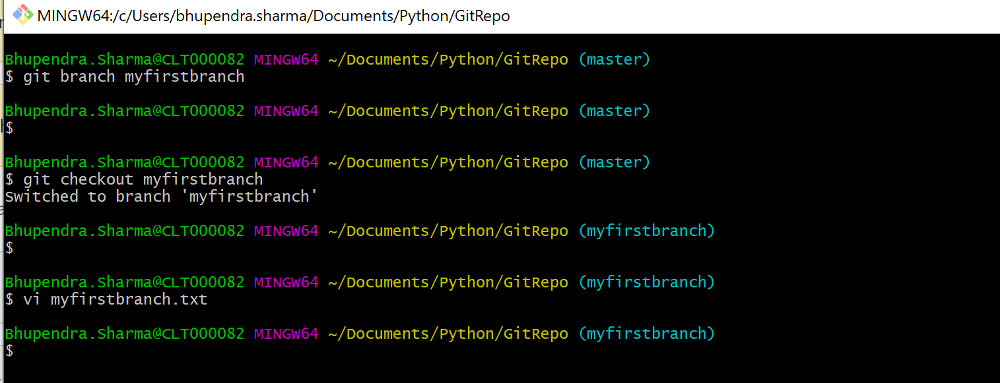 MINGW64:/c/Users/bhupendra.sharma/Documents/Python/GitRepo
Bhupendra.Sharma@CLT000082 MINGW64 ~/Documents/Python/GitRepo (master)
$ git branch myfirstbranch
Bhupendra.Sharma@CLT000082 MINGW64 ~/Documents/Python/GitRepo (master)
$
Bhupendra.Sharma@CLT000082 MINGW64 ~/Documents/Python/GitRepo (master)
$ git checkout myfirstbranch
Switched to branch 'myfirstbranch'
Bhupendra.Sharma@CLT000082 MINGW64 ~/Documents/Python/GitRepo (myfirstbranch)
$
Bhupendra.Sharma@CLT000082 MINGW64 ~/Documents/Python/GitRepo (myfirstbranch)
$ vi myfirstbranch.txt
Bhupendra.Sharma@CLT000082 MINGW64 ~/Documents/Python/GitRepo (myfirstbranch)
$